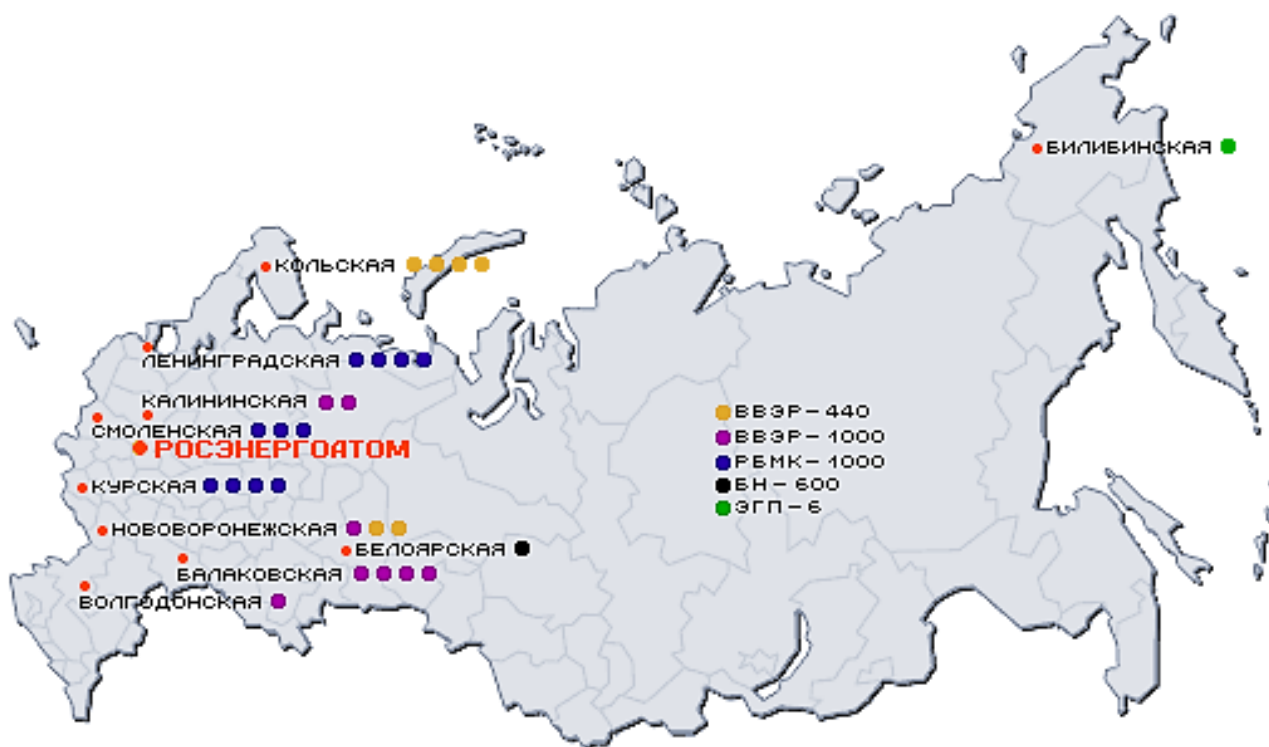 БИЛИБИНСКАЯ
КОЛЬСКАЯ
ЛЕНИНГРАДСКАЯ
КАЛИНИНСКАЯ
СМОЛЕНСКАЯ
РОСЭНЕРГОАТОМ
КУРСКАЯ
НОВОВОРОНЕЖСКАЯ
БЕЛОЯРСКАЯ
БАЛАКОВСКАЯ
ВОЛГОДОНСКАЯ
ВВЭР-440
ВВЭР-1000
РБМК-1000
БН-600
ЭГП-6